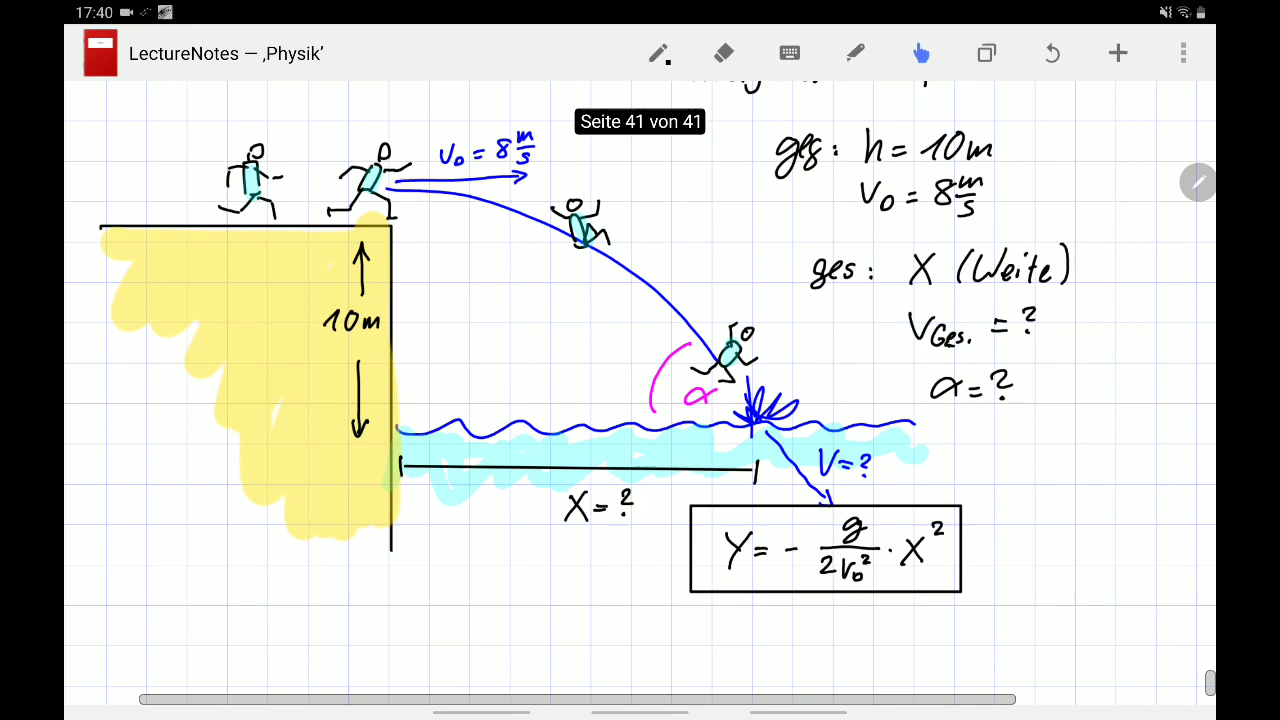 17:40
LectureNotes – ‚Physik‘
Seite 41 von 41
V₀ = 8 m/s
geg: h = 10m
V₀ = 8 m/s
ges: X (Weite)
V Ges. = ?
α = ?
10m
α
V = ?
X = ?
Y = - g/2V₀² · X²